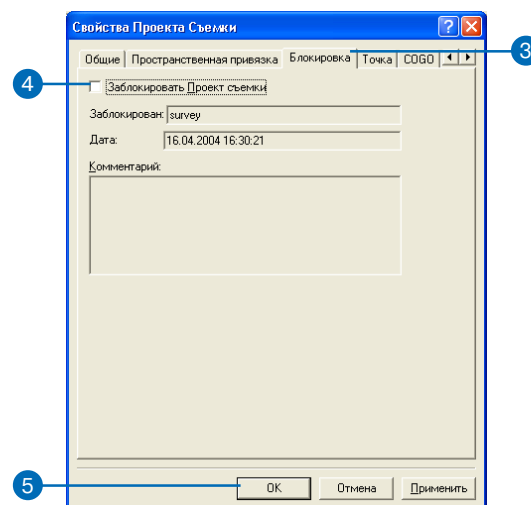 Свойства Проекта Съемки
Общие Пространственная привязка Блокировка Точка COGO
3
4
Заблокировать Проект съемки
Заблокирован: survey
Дата: 16.04.2004 16:30:21
Комментарий:
5
OK Отмена Применить